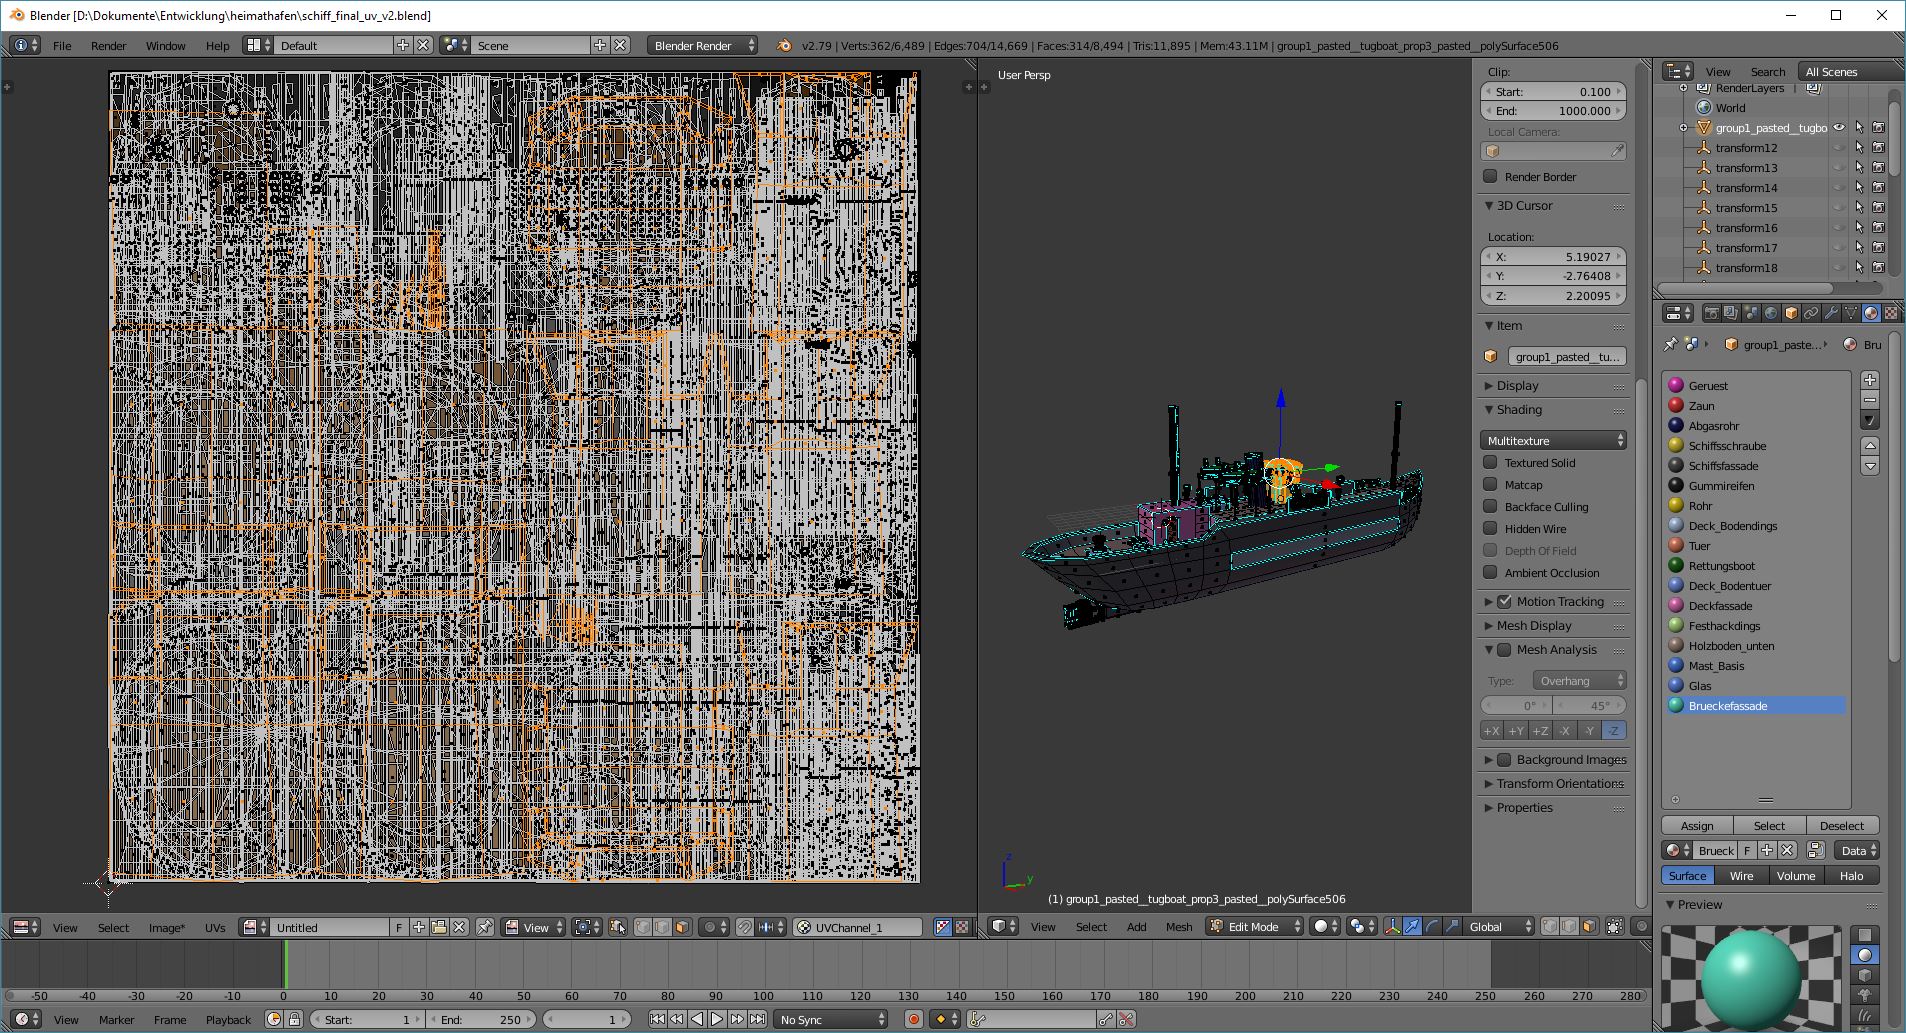 Blender [D:\Dokumente\Entwicklung\heimathafen\schiff_final_uv_v2.blend]
File Render Window Help Default Scene Blender Render v2.79 | Verts:362/6,489 | Edges:704/14,669 | Faces:314/8,494 | Tris:11,895 | Mem:43.11M | group1_pasted__tugboat_prop3_pasted__polySurface506
User Persp
(1) group1_pasted__tugboat_prop3_pasted__polySurface506
z
y
Clip:
Start: 0.100
End: 1000.000
Local Camera:
Render Border
3D Cursor
Location:
X: 5.19027
Y: -2.76408
Z: 2.20095
Item
group1_pasted__tu...
Display
Shading
Multitexture
Textured Solid
Matcap
Backface Culling
Hidden Wire
Depth Of Field
Ambient Occlusion
Motion Tracking
Mesh Display
Mesh Analysis
Type: Overhang
0° 45°
+X +Y +Z -X -Y -Z
Background Images
Transform Orientations
Properties
View Search All Scenes
RenderLayers |
World
group1_pasted__tugbo
transform12
transform13
transform14
transform15
transform16
transform17
transform18
group1_paste... Bru
Geruest
Zaun
Abgasrohr
Schiffsschraube
Schiffsfassade
Gummireifen
Rohr
Deck_Bodendings
Tuer
Rettungsboot
Deck_Bodentuer
Deckfassade
Festhackdings
Holzboden_unten
Mast_Basis
Glas
Brueckefassade
Assign Select Deselect
Brueck F Data
Surface Wire Volume Halo
Preview
View Select Image* UVs Untitled F View UVChannel_1
View Select Add Mesh Edit Mode Global
-50 -40 -30 -20 -10 0 10 20 30 40 50 60 70 80 90 100 110 120 130 140 150 160 170 180 190 200 210 220 230 240 250 260 270 280
View Marker Frame Playback Start: 1 End: 250 1 No Sync